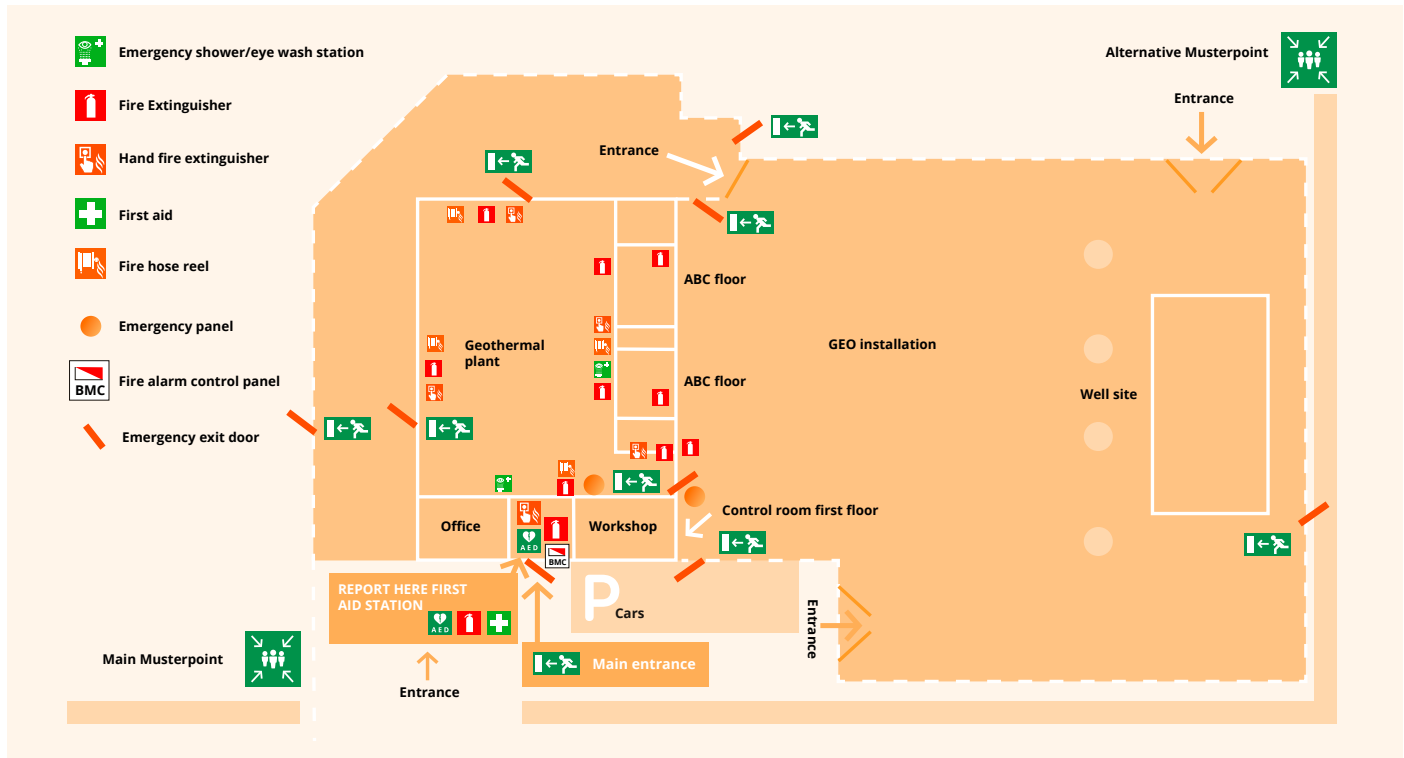 Emergency shower/eye wash station
Fire Extinguisher
Hand fire extinguisher
First aid
Fire hose reel
Emergency panel
BMC
Fire alarm control panel
Emergency exit door
Alternative Musterpoint
Entrance
Entrance
ABC floor
Geothermal
plant
GEO installation
ABC floor
Well site
Control room first floor
Office
Workshop
AED
BMC
REPORT HERE FIRST
AID STATION
AED
P
Cars
Entrance
Main Musterpoint
Main entrance
Entrance